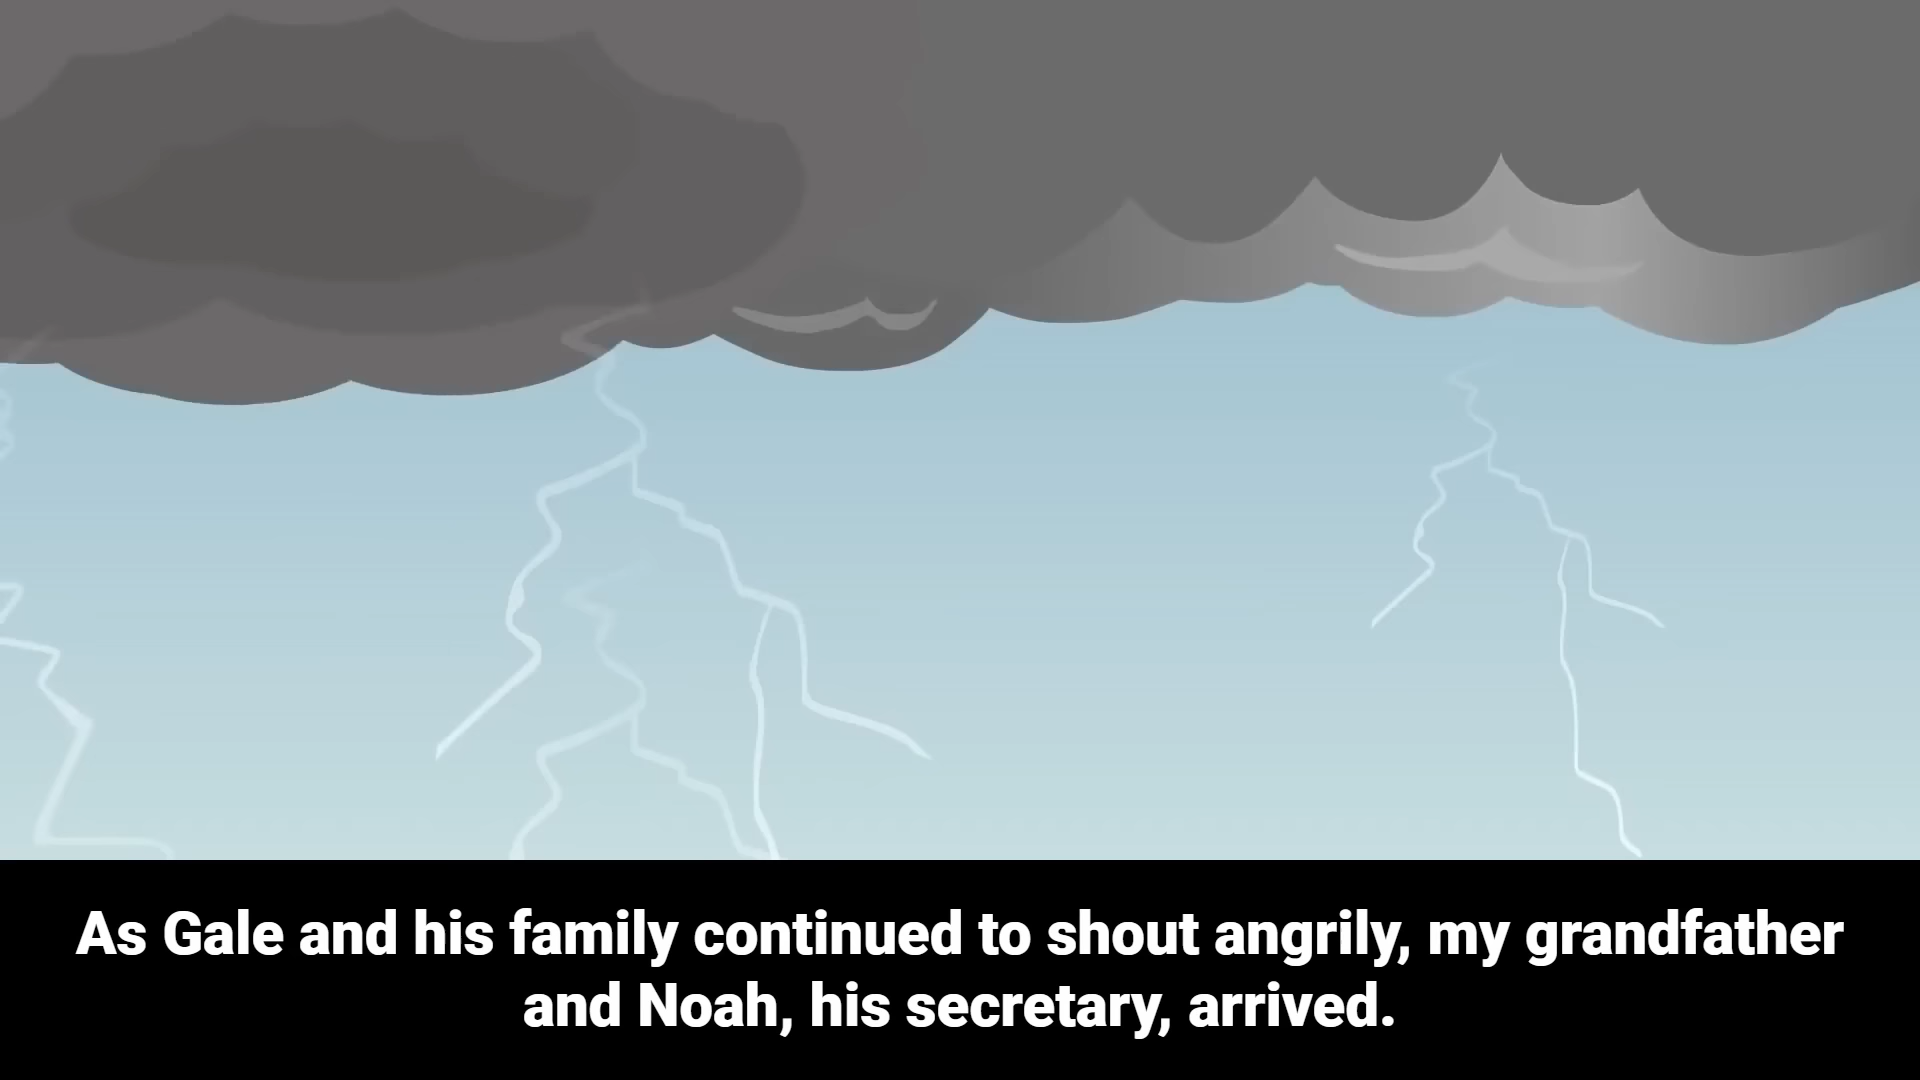 As Gale and his family continued to shout angrily, my grandfather
and Noah, his secretary, arrived.